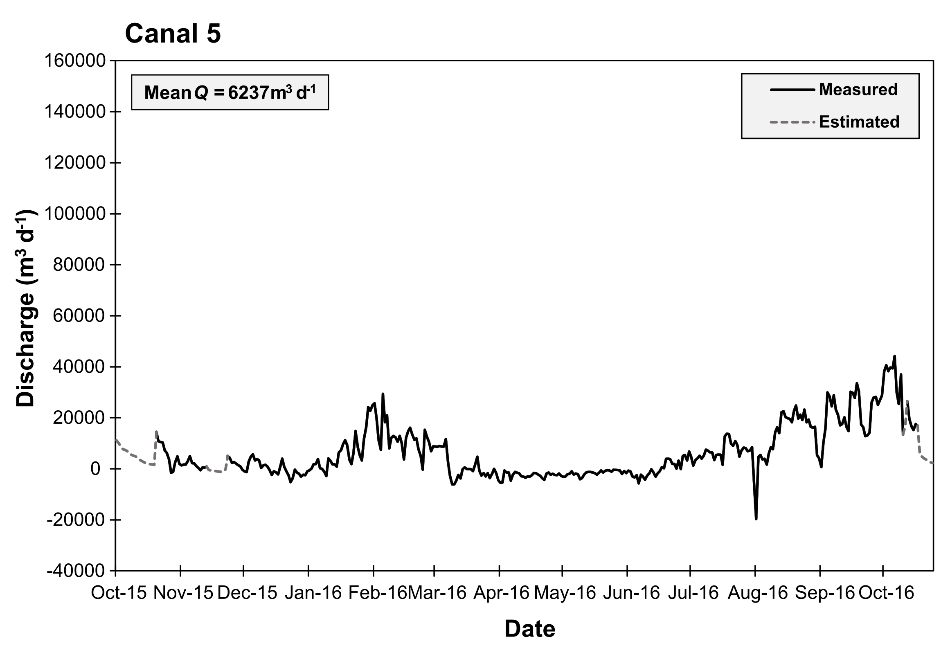 Canal 5
Mean Q = 6237m³ d⁻¹
Measured
Estimated
Discharge (m³ d⁻¹)
160000
140000
120000
100000
80000
60000
40000
20000
0
-20000
-40000
Oct-15 Nov-15 Dec-15 Jan-16 Feb-16 Mar-16 Apr-16 May-16 Jun-16 Jul-16 Aug-16 Sep-16 Oct-16
Date